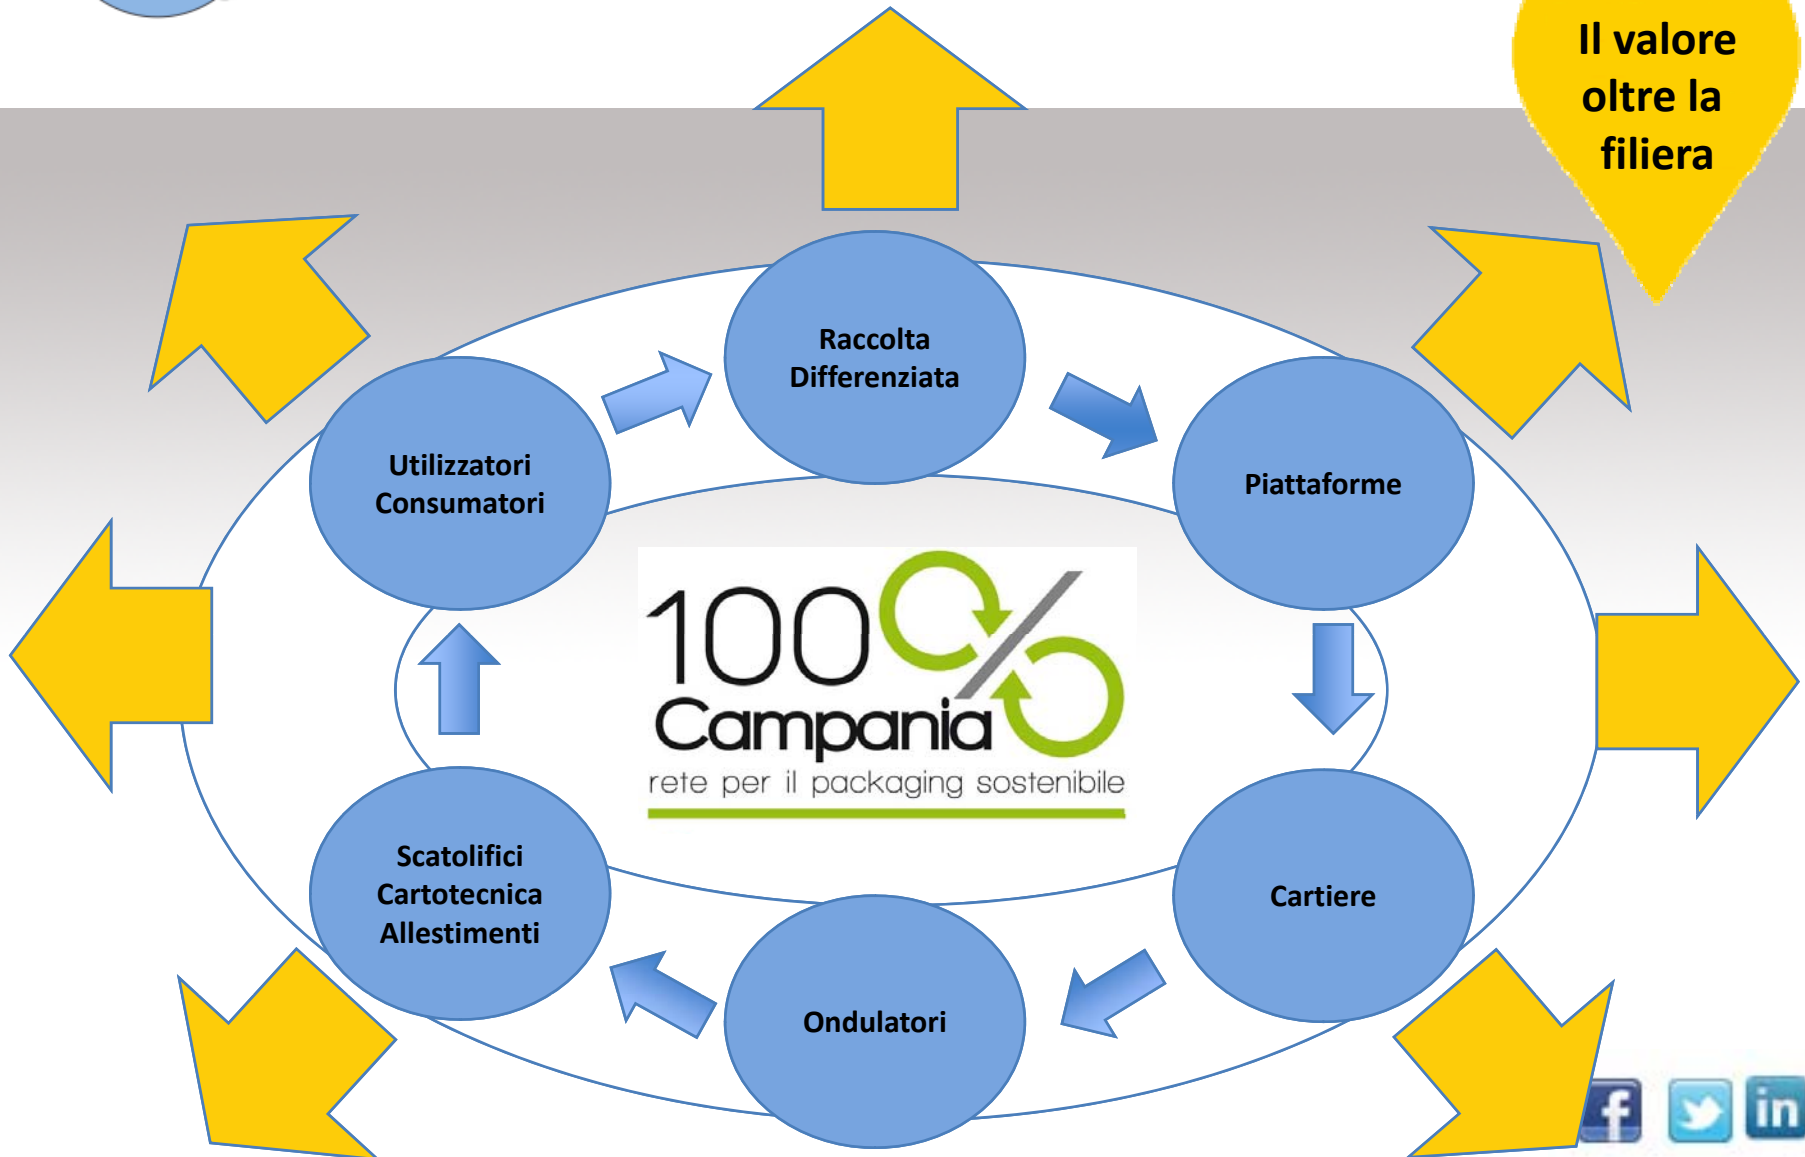 Il valore
oltre la
filiera
Raccolta
Differenziata
Utilizzatori
Consumatori
Piattaforme
100%
Campania
rete per il packaging sostenibile
Scatolifici
Cartotecnica
Allestimenti
Cartiere
Ondulatori
f
in